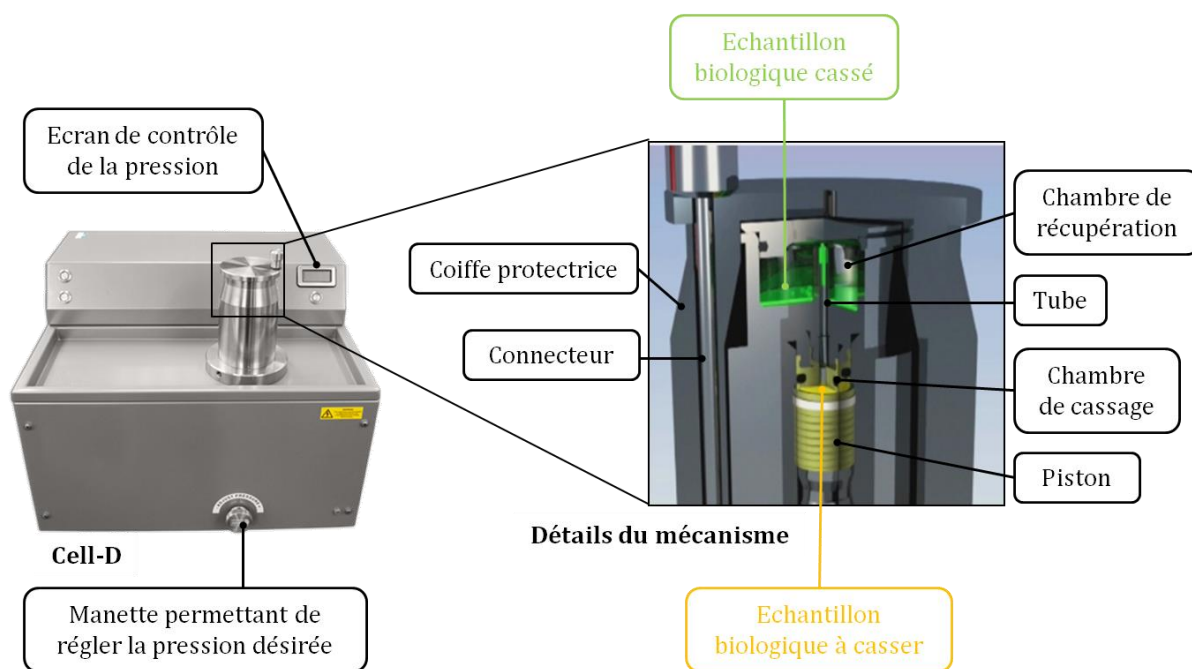 Echantillon
biologique cassé
Ecran de contrôle
de la pression
Chambre de
récupération
Coiffe protectrice
Tube
Connecteur
Chambre
de cassage
Piston
Détails du mécanisme
Cell-D
Manette permettant de
régler la pression désirée
Echantillon
biologique à casser